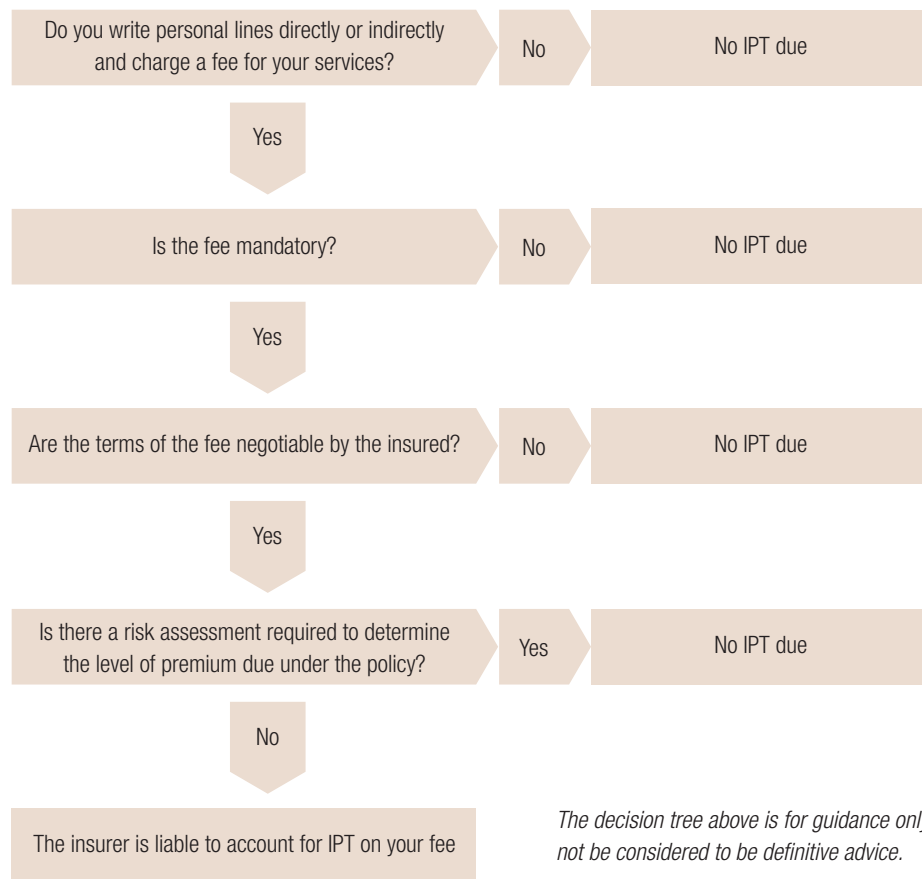 Do you write personal lines directly or indirectly
and charge a fee for your services?
No
No IPT due
Yes
Is the fee mandatory?
No
No IPT due
Yes
Are the terms of the fee negotiable by the insured?
No
No IPT due
Yes
Is there a risk assessment required to determine
the level of premium due under the policy?
Yes
No IPT due
No
The insurer is liable to account for IPT on your fee
The decision tree above is for guidance only
not be considered to be definitive advice.